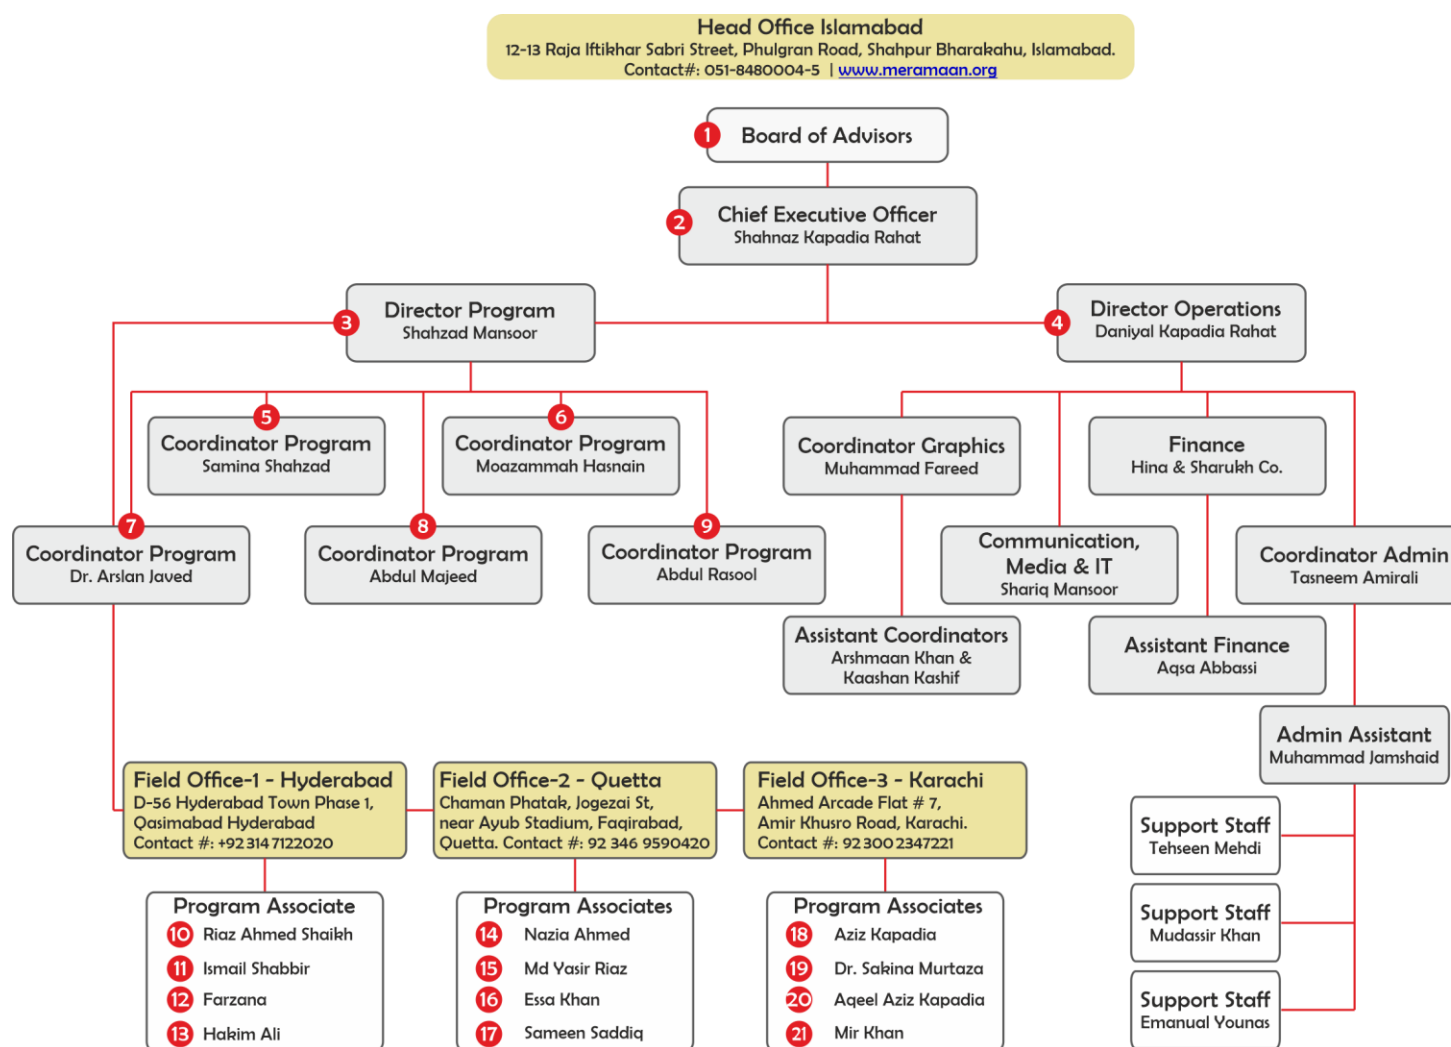 Head Office Islamabad
12-13 Raja Iftikhar Sabri Street, Phulgran Road, Shahpur Bharakahu, Islamabad.
Contact#: 051-8480004-5 | www.meramaan.org
1 Board of Advisors
2 Chief Executive Officer
Shahnaz Kapadia Rahat
3 Director Program
Shahzad Mansoor
4 Director Operations
Daniyal Kapadia Rahat
5
Coordinator Program
Samina Shahzad
6
Coordinator Program
Moazammah Hasnain
Coordinator Graphics
Muhammad Fareed
Finance
Hina & Sharukh Co.
7
Coordinator Program
Dr. Arslan Javed
8
Coordinator Program
Abdul Majeed
9
Coordinator Program
Abdul Rasool
Communication,
Media & IT
Shariq Mansoor
Coordinator Admin
Tasneem Amirali
Assistant Coordinators
Arshmaan Khan &
Kaashan Kashif
Assistant Finance
Aqsa Abbassi
Admin Assistant
Muhammad Jamshaid
Field Office-1 - Hyderabad
D-56 Hyderabad Town Phase 1,
Qasimabad Hyderabad
Contact #: +92 314 7122020
Field Office-2 - Quetta
Chaman Phatak, Jogezai St,
near Ayub Stadium, Faqirabad,
Quetta. Contact #: 92 346 9590420
Field Office-3 - Karachi
Ahmed Arcade Flat # 7,
Amir Khusro Road, Karachi.
Contact #: 92 300 2347221
Support Staff
Tehseen Mehdi
Support Staff
Mudassir Khan
Support Staff
Emanual Younas
Program Associate
10 Riaz Ahmed Shaikh
11 Ismail Shabbir
12 Farzana
13 Hakim Ali
Program Associates
14 Nazia Ahmed
15 Md Yasir Riaz
16 Essa Khan
17 Sameen Saddiq
Program Associates
18 Aziz Kapadia
19 Dr. Sakina Murtaza
20 Aqeel Aziz Kapadia
21 Mir Khan